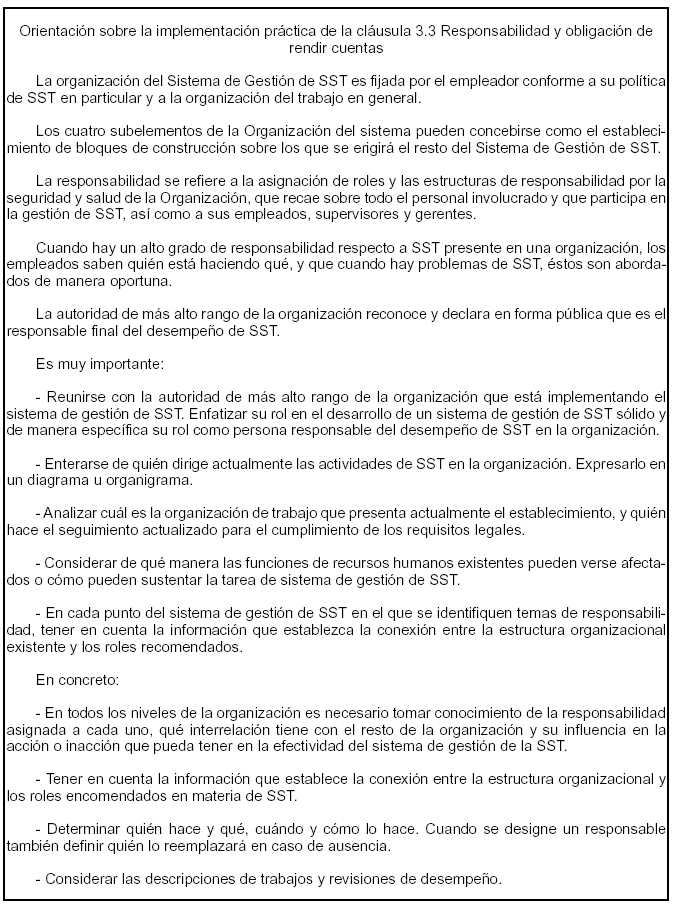 Orientación sobre la implementación práctica de la cláusula 3.3 Responsabilidad y obligación de
rendir cuentas
La organización del Sistema de Gestión de SST es fijada por el empleador conforme a su política
de SST en particular y a la organización del trabajo en general.
Los cuatro subelementos de la Organización del sistema pueden concebirse como el estableci-
miento de bloques de construcción sobre los que se erigirá el resto del Sistema de Gestión de SST.
La responsabilidad se refiere a la asignación de roles y las estructuras de responsabilidad por la
seguridad y salud de la Organización, que recae sobre todo el personal involucrado y que participa en
la gestión de SST, así como a sus empleados, supervisores y gerentes.
Cuando hay un alto grado de responsabilidad respecto a SST presente en una organización, los
empleados saben quién está haciendo qué, y que cuando hay problemas de SST, éstos son aborda-
dos de manera oportuna.
La autoridad de más alto rango de la organización reconoce y declara en forma pública que es el
responsable final del desempeño de SST.
Es muy importante:
- Reunirse con la autoridad de más alto rango de la organización que está implementando el
sistema de gestión de SST. Enfatizar su rol en el desarrollo de un sistema de gestión de SST sólido y
de manera específica su rol como persona responsable del desempeño de SST en la organización.
- Enterarse de quién dirige actualmente las actividades de SST en la organización. Expresarlo en
un diagrama u organigrama.
- Analizar cuál es la organización de trabajo que presenta actualmente el establecimiento, y quién
hace el seguimiento actualizado para el cumplimiento de los requisitos legales.
- Considerar de qué manera las funciones de recursos humanos existentes pueden verse afecta-
dos o cómo pueden sustentar la tarea de sistema de gestión de SST.
- En cada punto del sistema de gestión de SST en el que se identifiquen temas de responsabili-
dad, tener en cuenta la información que establezca la conexión entre la estructura organizacional
existente y los roles recomendados.
En concreto:
- En todos los niveles de la organización es necesario tomar conocimiento de la responsabilidad
asignada a cada uno, qué interrelación tiene con el resto de la organización y su influencia en la
acción o inacción que pueda tener en la efectividad del sistema de gestión de la SST.
- Tener en cuenta la información que establece la conexión entre la estructura organizacional y
los roles encomendados en materia de SST.
- Determinar quién hace y qué, cuándo y cómo lo hace. Cuando se designe un responsable
también definir quién lo reemplazará en caso de ausencia.
- Considerar las descripciones de trabajos y revisiones de desempeño.